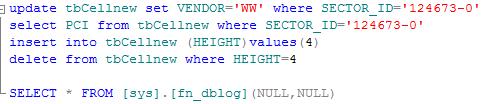 update tbCellnew set VENDOR='WW' where SECTOR_ID='124673-0'
select PCI from tbCellnew where SECTOR_ID='124673-0'
insert into tbCellnew (HEIGHT)values(4)
delete from tbCellnew where HEIGHT=4
SELECT * FROM [sys].[fn_dblog](NULL,NULL)